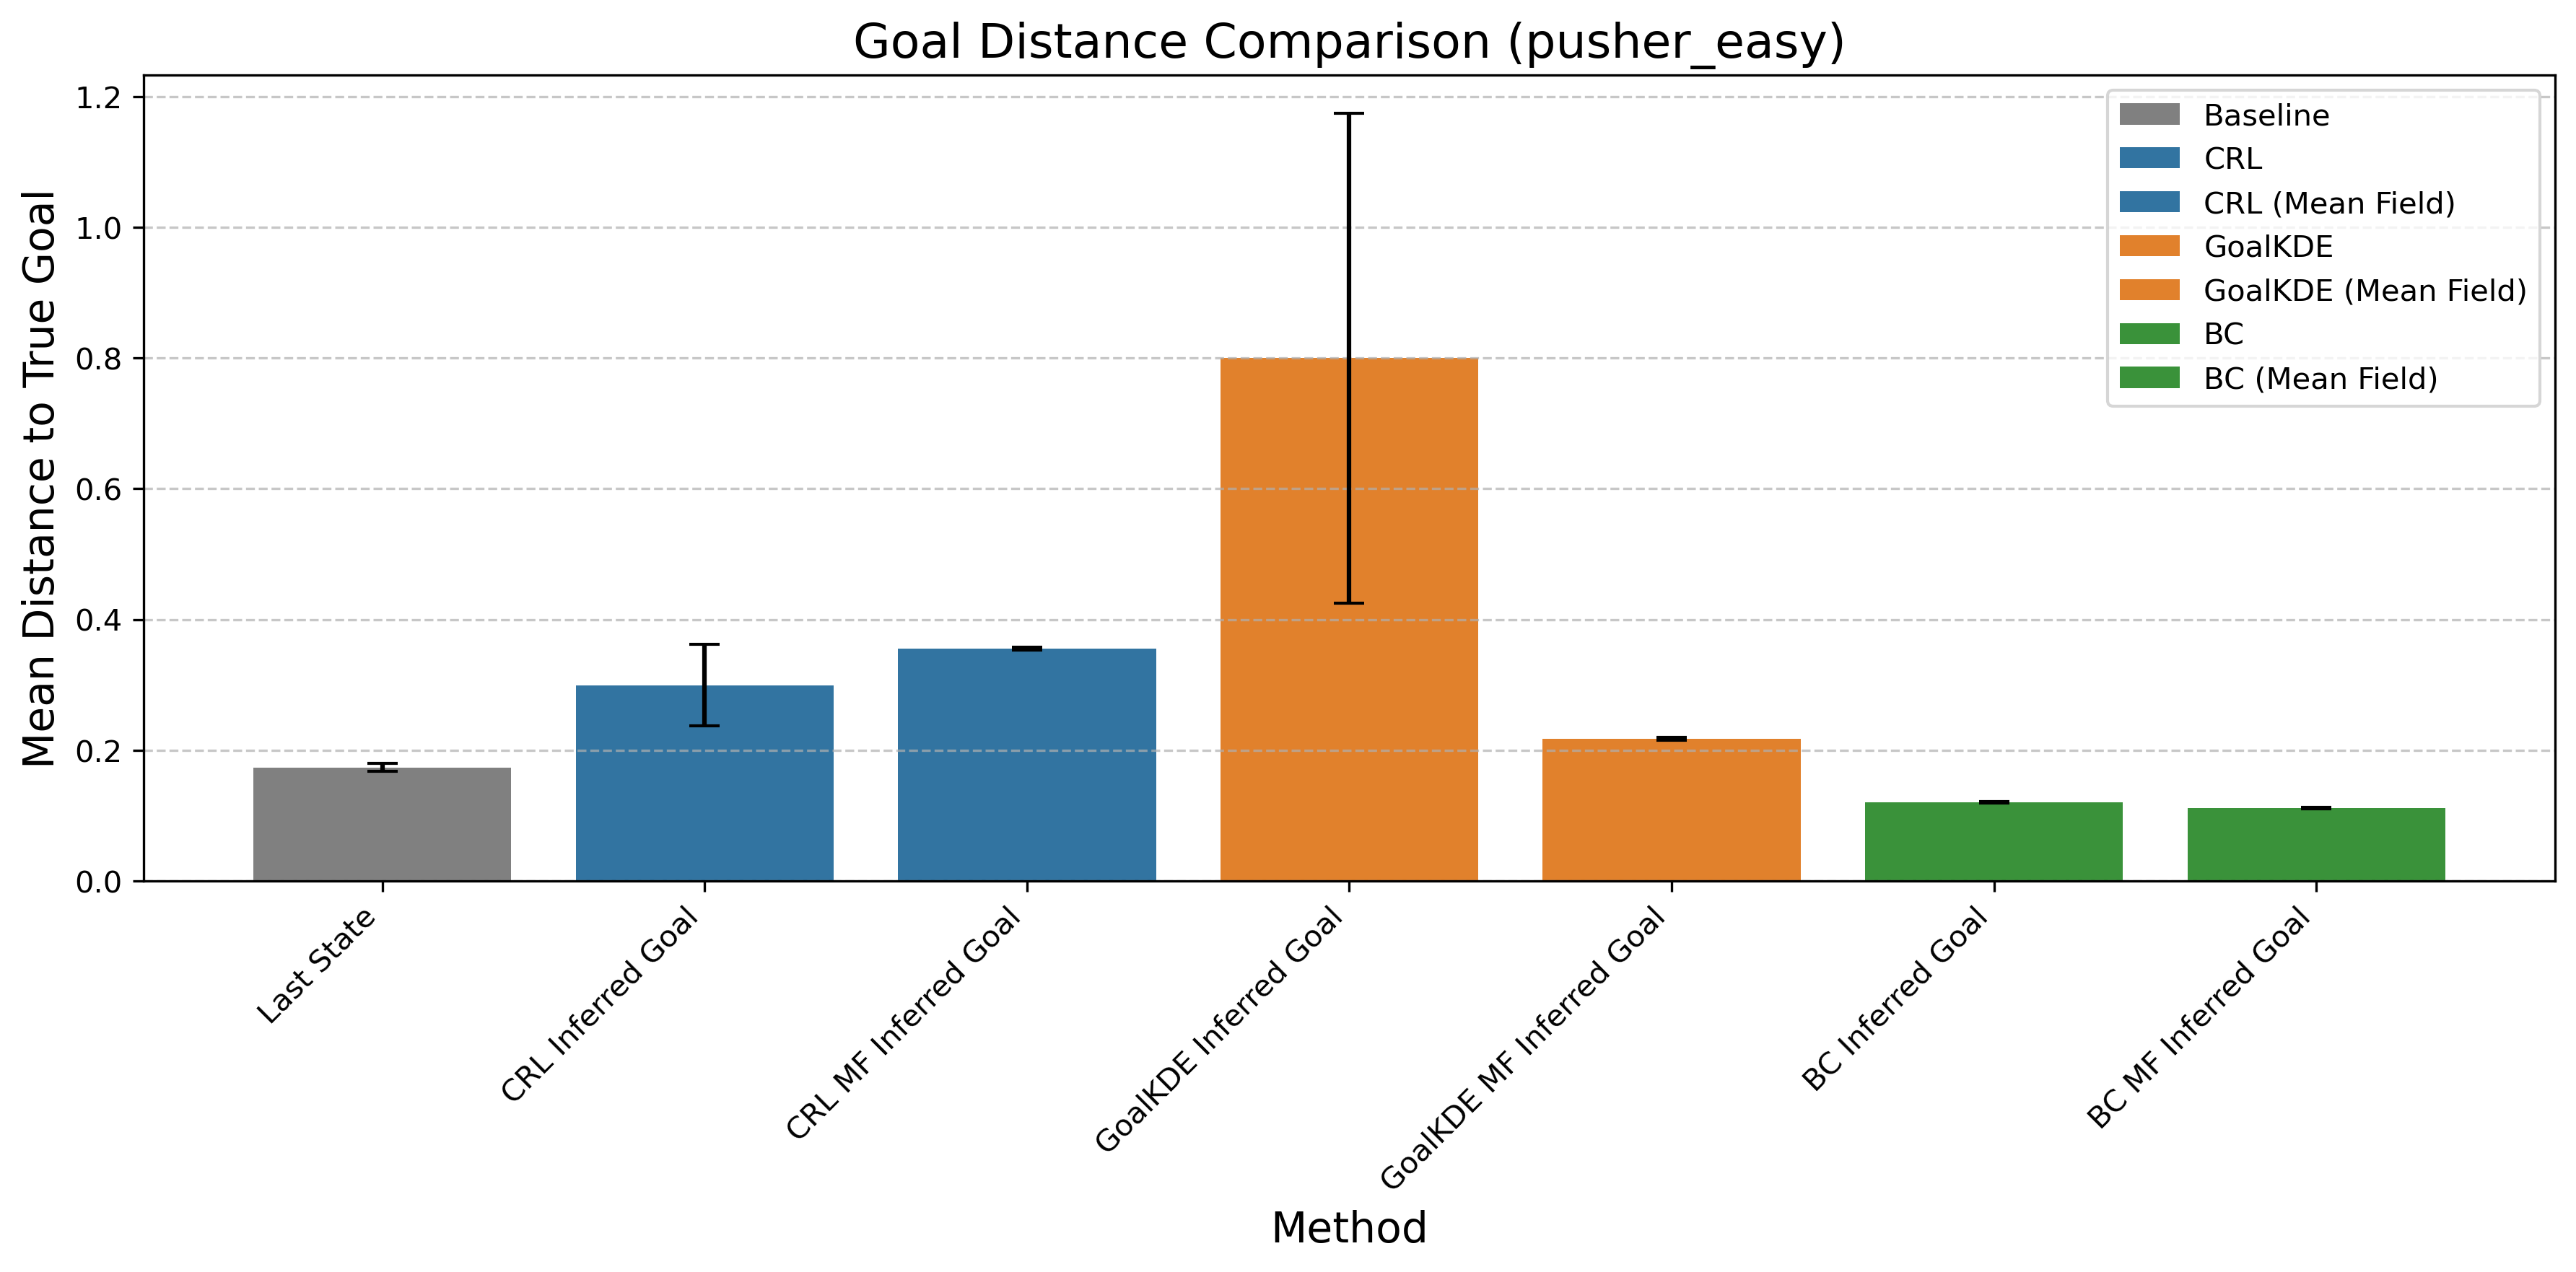 Goal Distance Comparison (pusher_easy)
Mean Distance to True Goal
1.2
1.0
0.8
0.6
0.4
0.2
0.0
Baseline
CRL
CRL (Mean Field)
GoalKDE
GoalKDE (Mean Field)
BC
BC (Mean Field)
Last State
CRL Inferred Goal
CRL MF Inferred Goal
GoalKDE Inferred Goal
GoalKDE MF Inferred Goal
BC Inferred Goal
BC MF Inferred Goal
Method